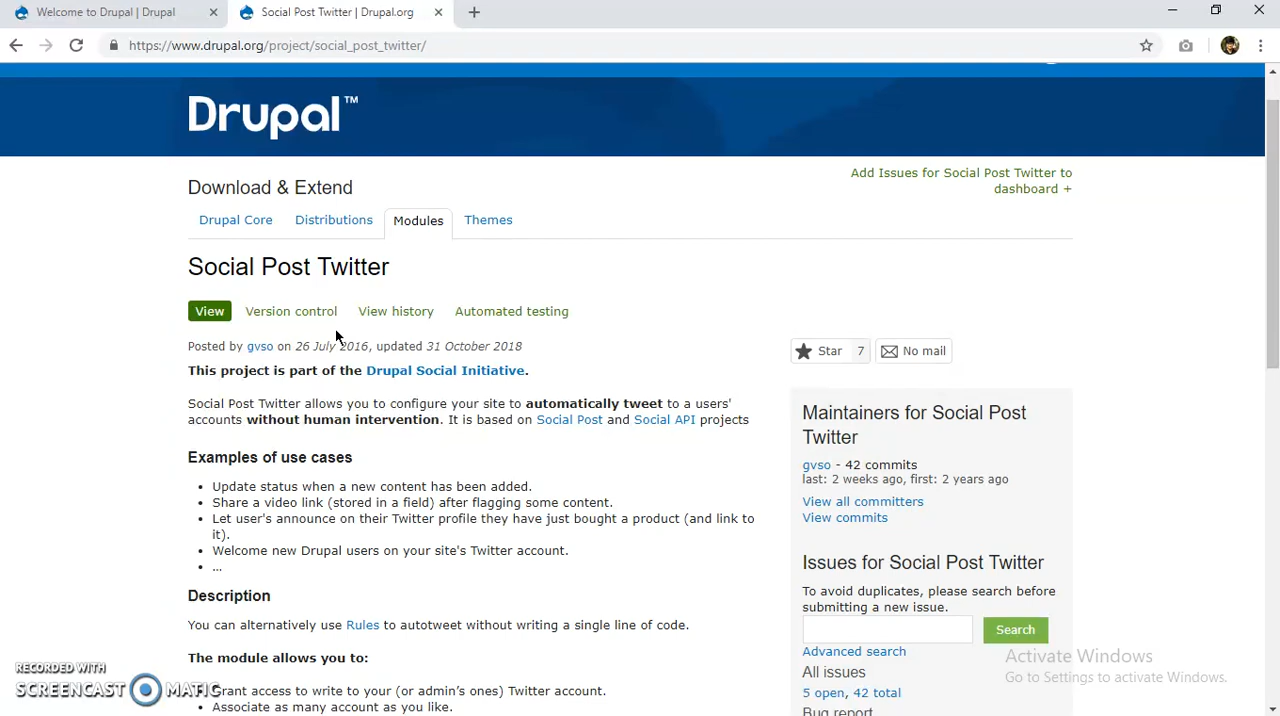 Welcome to Drupal | Drupal
Social Post Twitter | Drupal.org
https://www.drupal.org/project/social_post_twitter/
Drupal™
Download & Extend
Add Issues for Social Post Twitter to
dashboard +
Drupal Core
Distributions
Modules
Themes
Social Post Twitter
View
Version control
View history
Automated testing
Posted by gvso on 26 July 2016, updated 31 October 2018
This project is part of the Drupal Social Initiative.
Social Post Twitter allows you to configure your site to automatically tweet to a users'
accounts without human intervention. It is based on Social Post and Social API projects
Examples of use cases
• Update status when a new content has been added.
• Share a video link (stored in a field) after flagging some content.
• Let user's announce on their Twitter profile they have just bought a product (and link to
it).
• Welcome new Drupal users on your site's Twitter account.
• ...
Description
You can alternatively use Rules to autotweet without writing a single line of code.
The module allows you to:
rant access to write to your (or admin's ones) Twitter account.
• Associate as many account as you like.
Star 7
No mail
Maintainers for Social Post
Twitter
gvso - 42 commits
last: 2 weeks ago, first: 2 years ago
View all committers
View commits
Issues for Social Post Twitter
To avoid duplicates, please search before
submitting a new issue.
Search
Advanced search
All issues
5 open, 42 total
Bug report
Activate Windows
Go to Settings to activate Windows.
RECORDED WITH
SCREENCAST MATIC